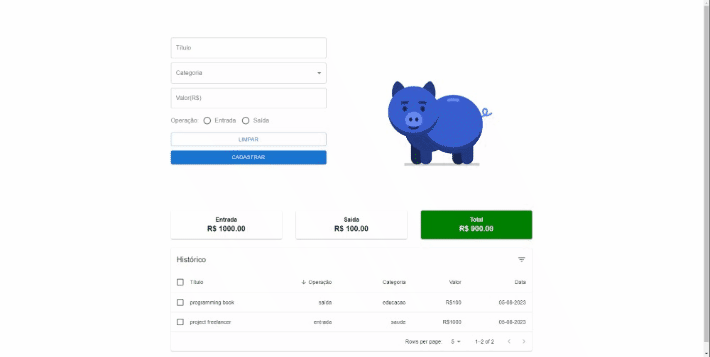 Título
Categoria
Valor(R$)
Operação Entrada Saída
LIMPAR
CADASTRAR
Entrada
R$ 1000.00
Saída
R$ 100.00
Total
R$ 900.00
Histórico
Título Operação Categoria Valor Data
programming book saida educacao R$100 05-08-2023
project freelancer entrada saude R$1000 05-08-2023
Rows per page: 5 1–2 of 2